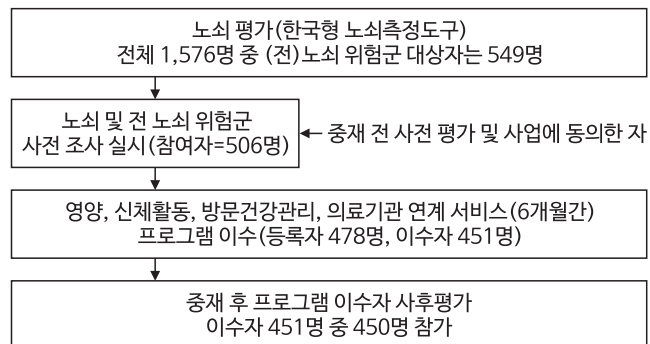 노쇠 평가(한국형 노쇠측정도구)
전체 1,576명 중 (전)노쇠 위험군 대상자는 549명
노쇠 및 전 노쇠 위험군
사전 조사 실시(참여자=506명)
중재 전 사전 평가 및 사업에 동의한 자
영양, 신체활동, 방문건강관리, 의료기관 연계 서비스(6개월간)
프로그램 이수(등록자 478명, 이수자 451명)
중재 후 프로그램 이수자 사후평가
이수자 451명 중 450명 참가